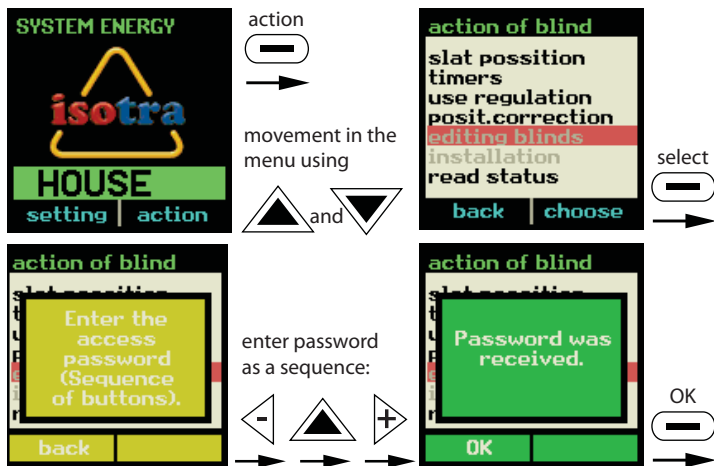 SYSTEM ENERGY
isotra
HOUSE
setting action
action
movement in the
menu using
and
action of blind
slat possition
timers
use regulation
posit.correction
editing blinds
installation
read status
back choose
select
action of blind
Enter the
access
password
(Sequence
of buttons).
back
enter password
as a sequence:
- +
action of blind
Password was
received.
OK
OK